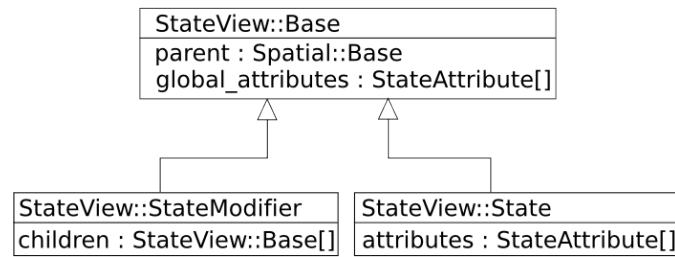 StateView::Base
parent : Spatial::Base
global_attributes : StateAttribute[]
StateView::StateModifier
children : StateView::Base[]
StateView::State
attributes : StateAttribute[]